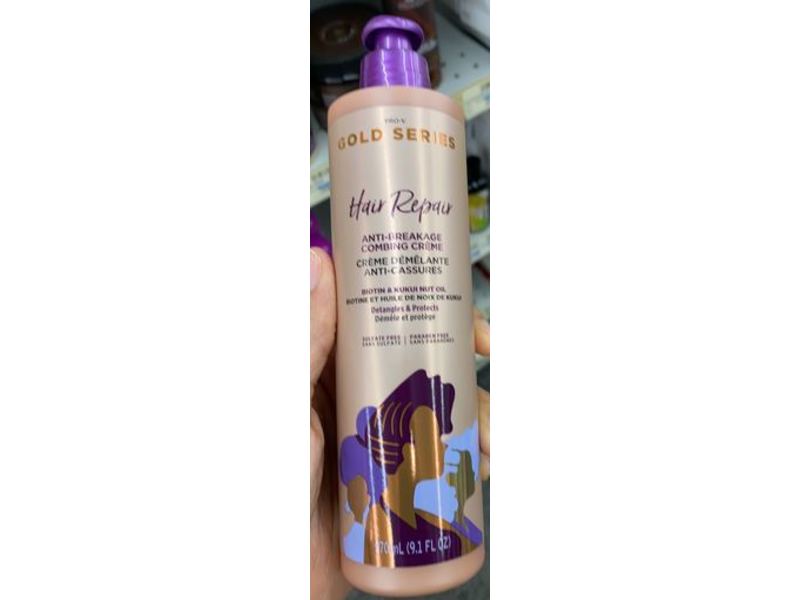 PRO-V
GOLD SERIES
Hair Repair
ANTI-BREAKAGE
COMBING CRÈME
CRÈME DÉMÊLANTE
ANTI-CASSURES
BIOTIN & KUKUI NUT OIL
BIOTINE ET HUILE DE NOIX DE KUKUI
Detangles & Protects
Démêle et protège
SULFATE FREE | PARABEN FREE
SANS SULFATE | SANS PARABÈNES
270mL (9.1 FL OZ)